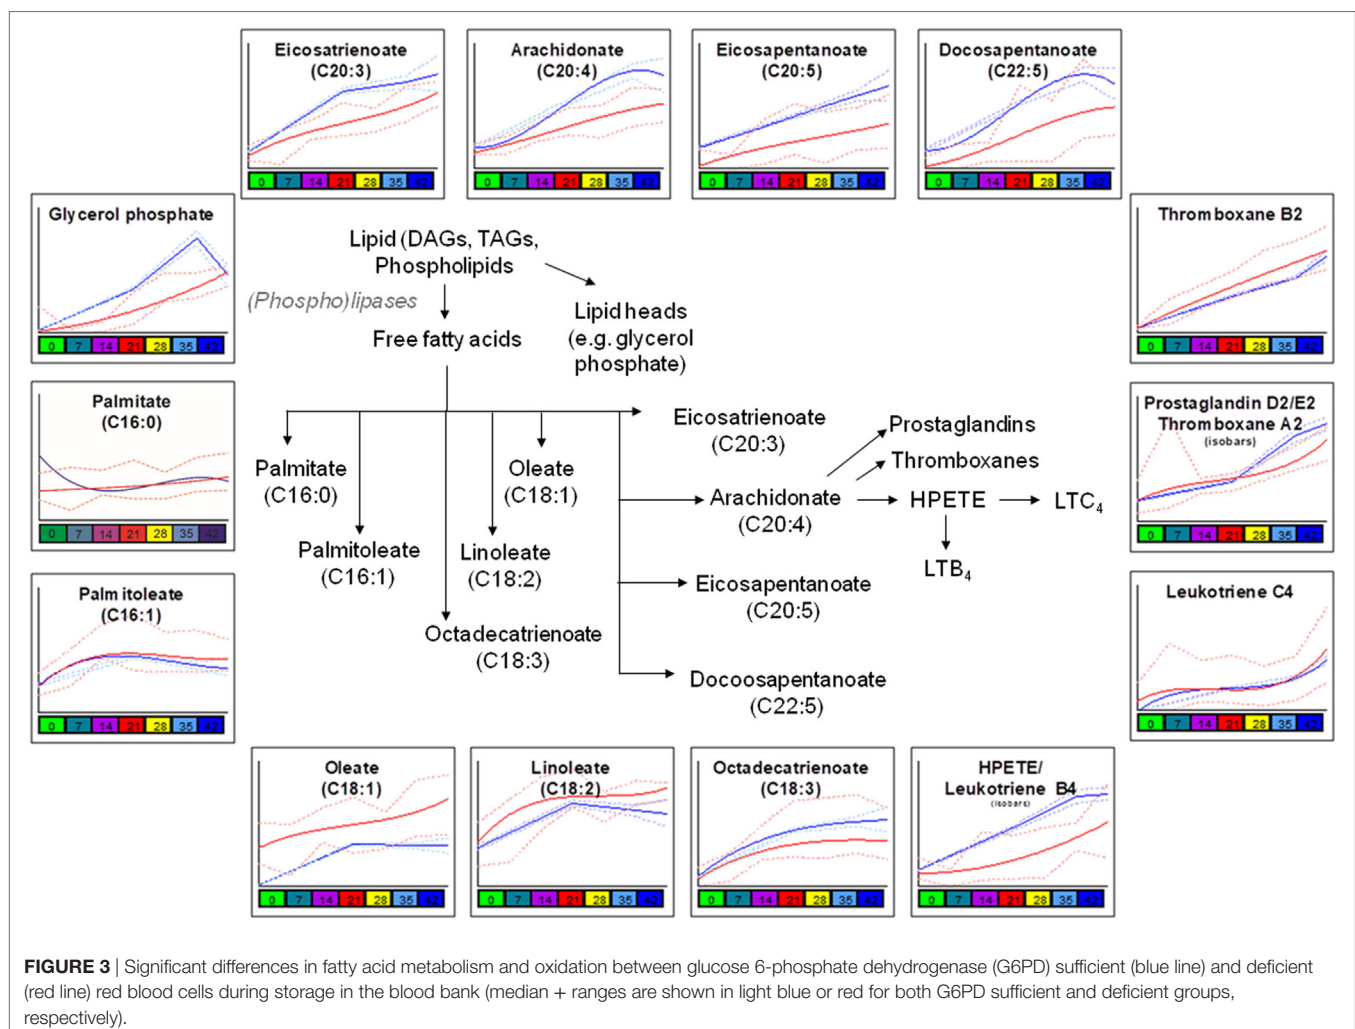 Eicosatrienoate
(C20:3)
0 7 14 21 28 35 42
Arachidonate
(C20:4)
0 7 14 21 28 35 42
Eicosapentanoate
(C20:5)
0 7 14 21 28 35 42
Docosapentanoate
(C22:5)
0 7 14 21 28 35 42
Glycerol phosphate
0 7 14 21 28 35 42
Palmitate
(C16:0)
0 7 14 21 28 35 42
Palmitoleate
(C16:1)
0 7 14 21 28 35 42
Lipid (DAGs, TAGs,
Phospholipids
(Phospho)lipases
Free fatty acids
Lipid heads
(e.g. glycerol
phosphate)
Palmitate
(C16:0)
Palmitoleate
(C16:1)
Oleate
(C18:1)
Linoleate
(C18:2)
Octadecatrienoate
(C18:3)
Eicosatrienoate
(C20:3)
Arachidonate
(C20:4)
Eicosapentanoate
(C20:5)
Docoosapentanoate
(C22:5)
Prostaglandins
Thromboxanes
HPETE
LTC4
LTB4
Thromboxane B2
0 7 14 21 28 35 42
Prostaglandin D2/E2
Thromboxane A2
(isobars)
0 7 14 21 28 35 42
Leukotriene C4
0 7 14 21 28 35 42
Oleate
(C18:1)
0 7 14 21 28 35 42
Linoleate
(C18:2)
0 7 14 21 28 35 42
Octadecatrienoate
(C18:3)
0 7 14 21 28 35 42
HPETE/
Leukotriene B4
(isobars)
0 7 14 21 28 35 42
FIGURE 3 | Significant differences in fatty acid metabolism and oxidation between glucose 6-phosphate dehydrogenase (G6PD) sufficient (blue line) and deficient
(red line) red blood cells during storage in the blood bank (median + ranges are shown in light blue or red for both G6PD sufficient and deficient groups,
respectively).